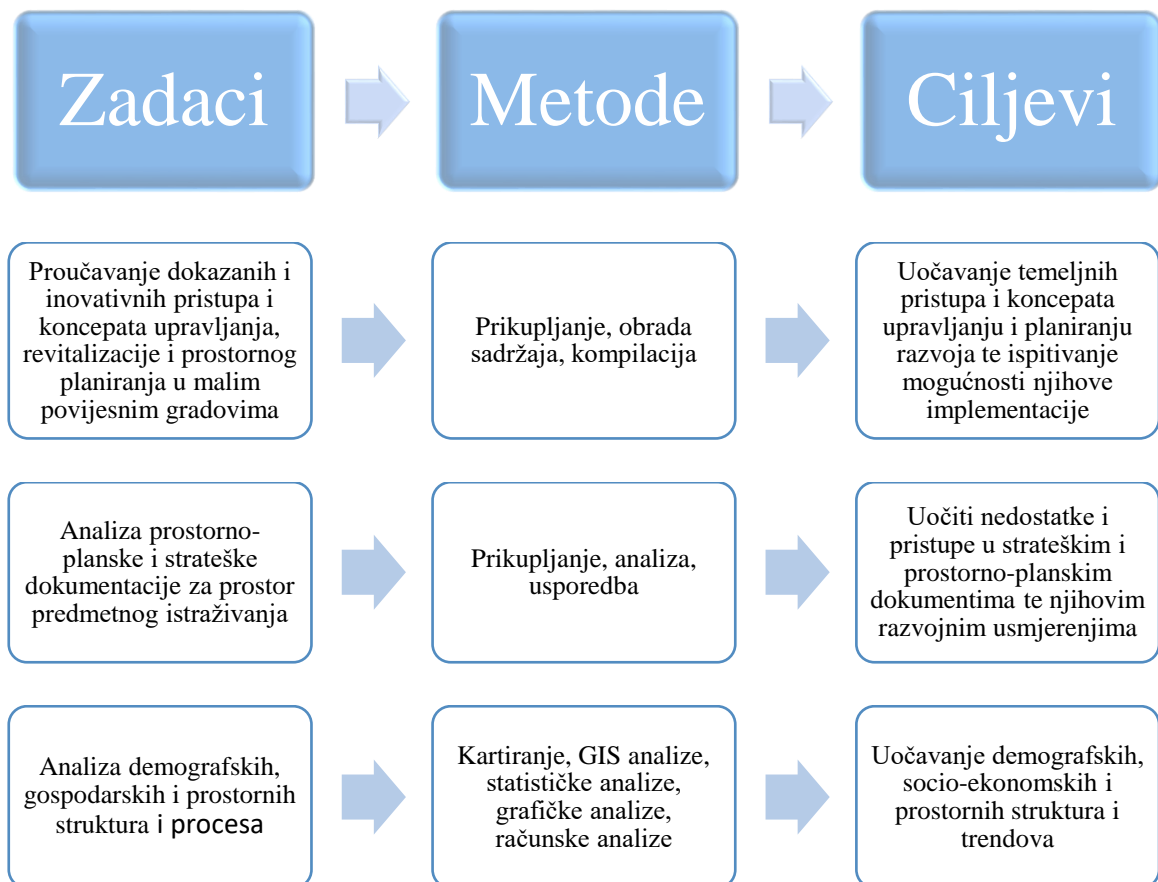 Zadaci
Metode
Ciljevi
Proučavanje dokazanih i
inovativnih pristupa i
koncepata upravljanja,
revitalizacije i prostornog
planiranja u malim
povijesnim gradovima
Prikupljanje, obrada
sadržaja, kompilacija
Uočavanje temeljnih
pristupa i koncepata
upravljanju i planiranju
razvoja te ispitivanje
mogućnosti njihove
implementacije
Analiza prostorno-
planske i strateške
dokumentacije za prostor
predmetnog istraživanja
Prikupljanje, analiza,
usporedba
Uočiti nedostatke i
pristupe u strateškim i
prostorno-planskim
dokumentima te njihovim
razvojnim usmjerenjima
Analiza demografskih,
gospodarskih i prostornih
struktura i procesa
Kartiranje, GIS analize,
statističke analize,
grafičke analize,
računske analize
Uočavanje demografskih,
socio-ekonomskih i
prostornih struktura i
trendova